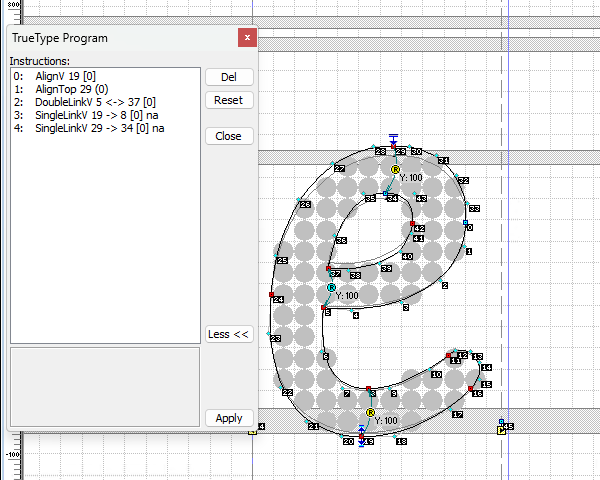 800
TrueType Program
x
Instructions:
0: AlignV 19 [0]
1: AlignTop 29 (0)
2: DoubleLinkV 5 <-> 37 [0]
3: SingleLinkV 19 -> 8 [0] na
4: SingleLinkV 29 -> 34 [0] na
Del
Reset
Close
Less <<
Apply
28 29 30
31
27
R
Y: 100
32
35 34 43
26
33
0
42
36 41
1
25 40
37 38 39
2
R
24 Y: 100
3
5 4
23
6
11 12 13
14
10
15
22 7 8 9 16
R
17
Y: 100
21
4
45
20 19 18
-100